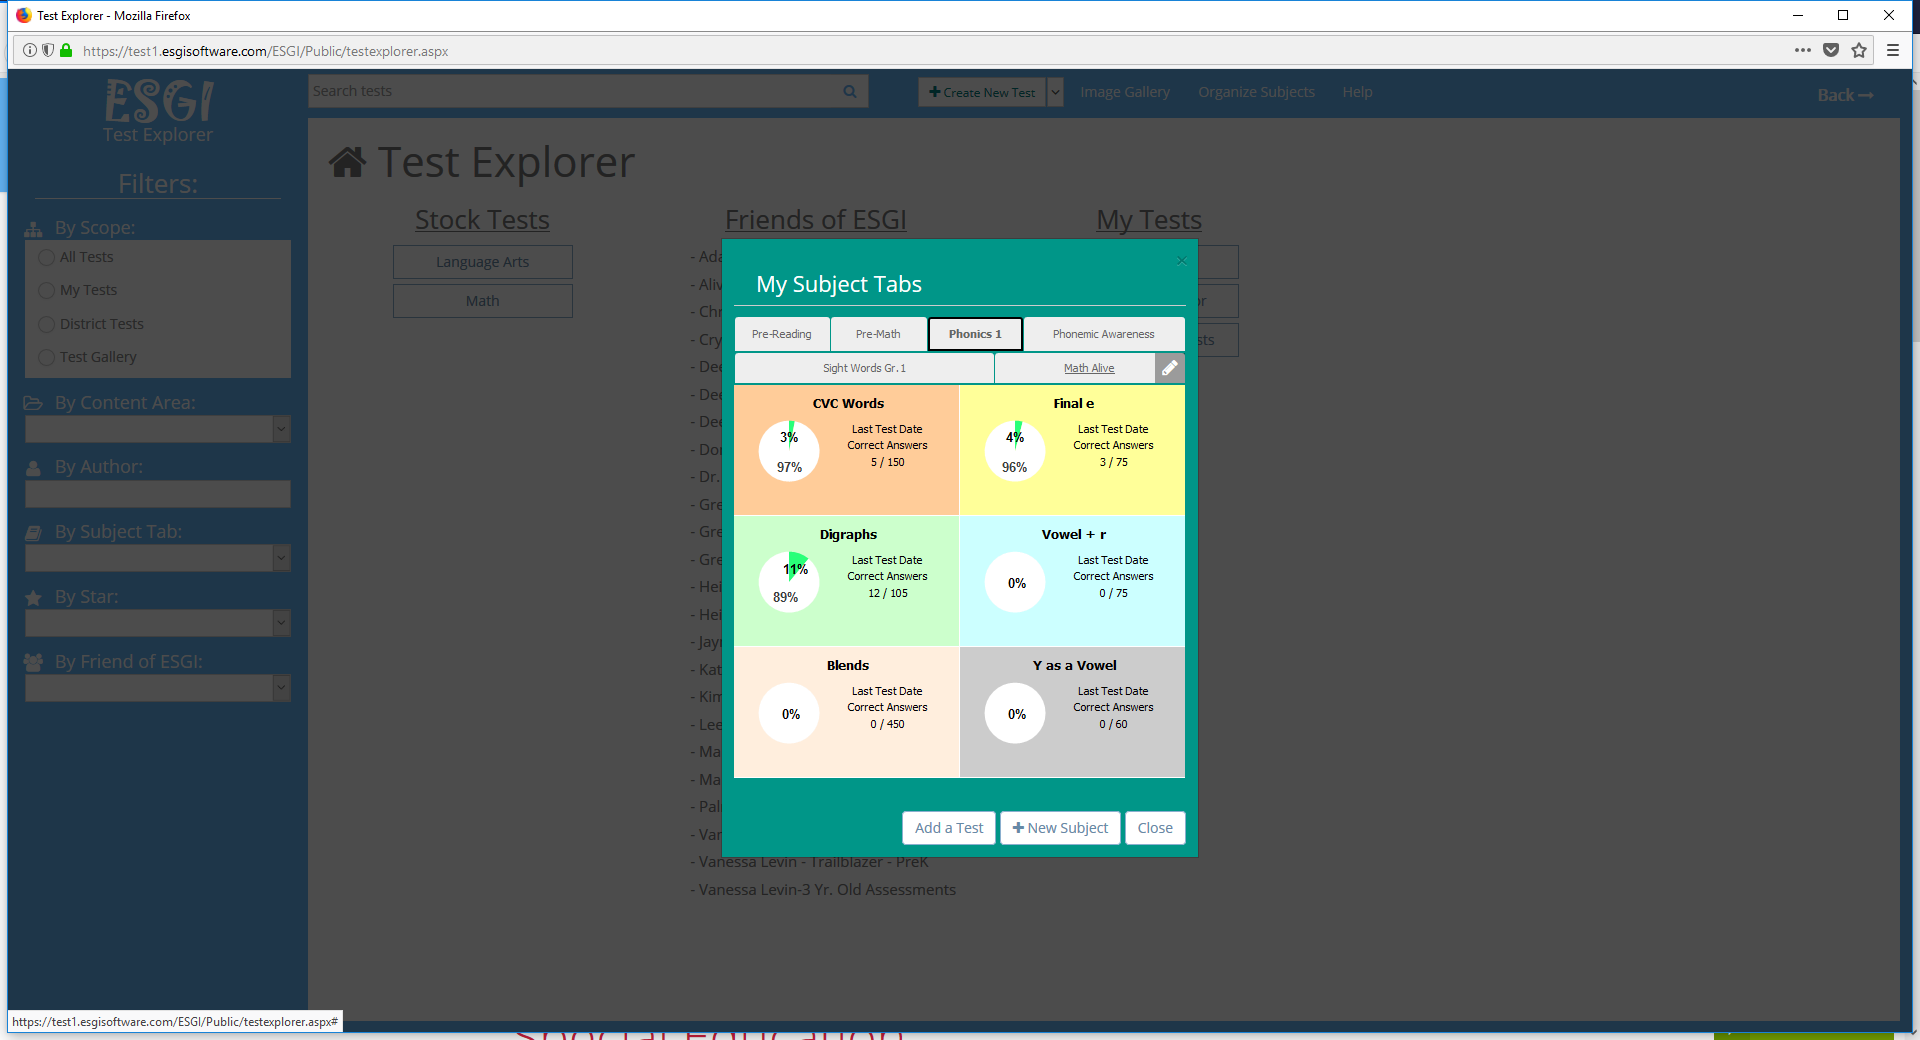 Test Explorer - Mozilla Firefox
https://test1.esgisoftware.com/ESGI/Public/testexplorer.aspx
ESGI
Test Explorer
Search tests
Create New Test
Image Gallery
Organize Subjects
Help
Back
Filters:
By Scope:
All Tests
My Tests
District Tests
Test Gallery
By Content Area:
By Author:
By Subject Tab:
By Star:
By Friend of ESGI:
Test Explorer
Stock Tests
Language Arts
Math
Friends of ESGI
- Ada
- Aliv
- Chr
- Cry
- Dee
- Dee
- Dee
- Don
- Dr.
- Gre
- Gre
- Gre
- Hei
- Hei
- Jayn
- Kat
- Kim
- Lee
- Ma
- Ma
- Pal
- Van
- Vanessa Levin - Trailblazer - PreK
- Vanessa Levin-3 Yr. Old Assessments
My Tests
or
sts
My Subject Tabs
Pre-Reading
Pre-Math
Phonics 1
Phonemic Awareness
Sight Words Gr.1
Math Alive
CVC Words
3%
97%
Last Test Date
Correct Answers
5 / 150
Final e
4%
96%
Last Test Date
Correct Answers
3 / 75
Digraphs
11%
89%
Last Test Date
Correct Answers
12 / 105
Vowel + r
0%
Last Test Date
Correct Answers
0 / 75
Blends
0%
Last Test Date
Correct Answers
0 / 450
Y as a Vowel
0%
Last Test Date
Correct Answers
0 / 60
Add a Test
New Subject
Close
https://test1.esgisoftware.com/ESGI/Public/testexplorer.aspx#
Special Education